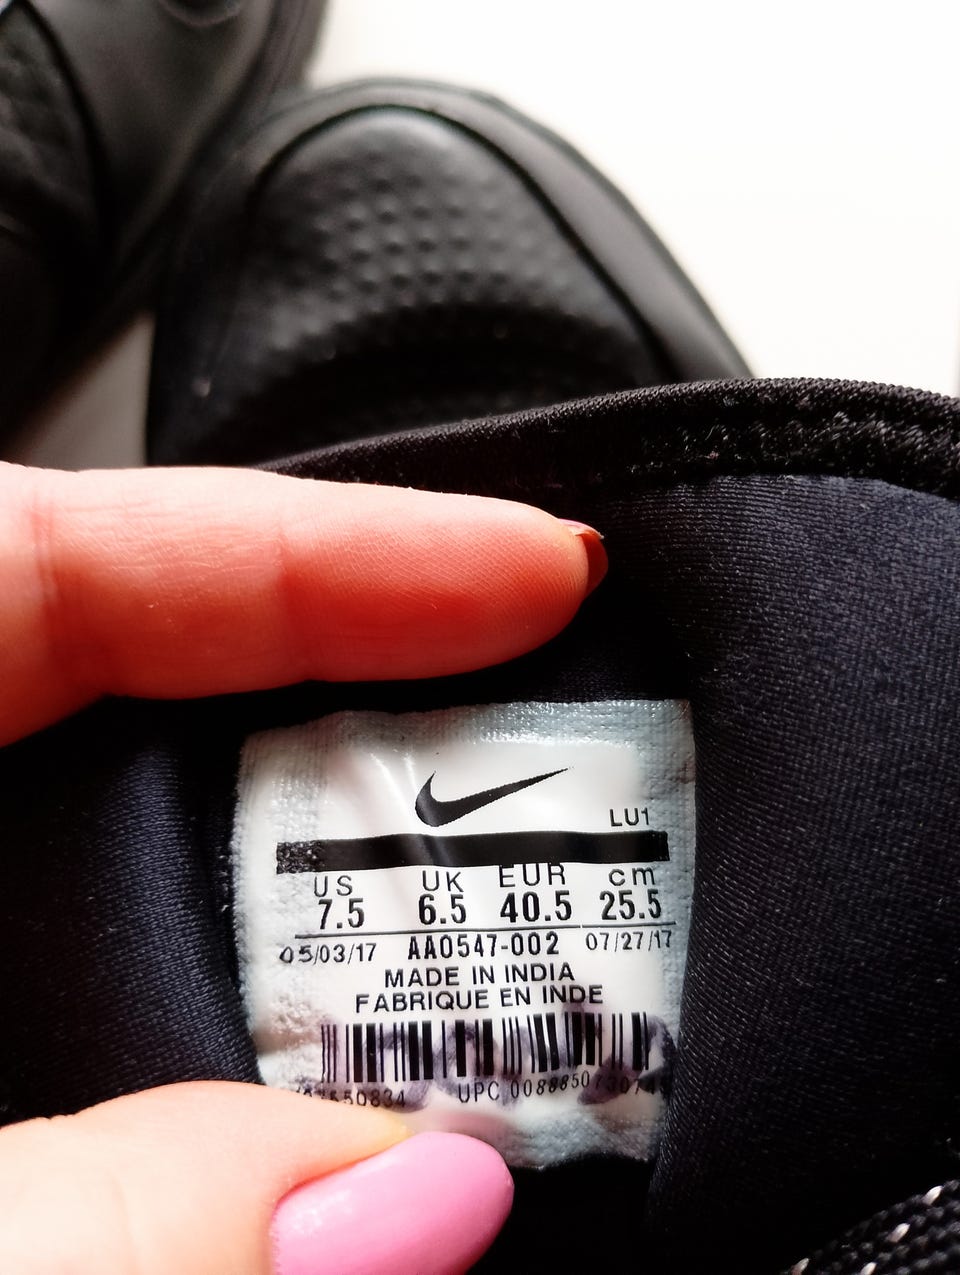 LU1
US UK EUR cm
7.5 6.5 40.5 25.5
05/03/17 AA0547-002 07/27/17
MADE IN INDIA
FABRIQUE EN INDE
UPC